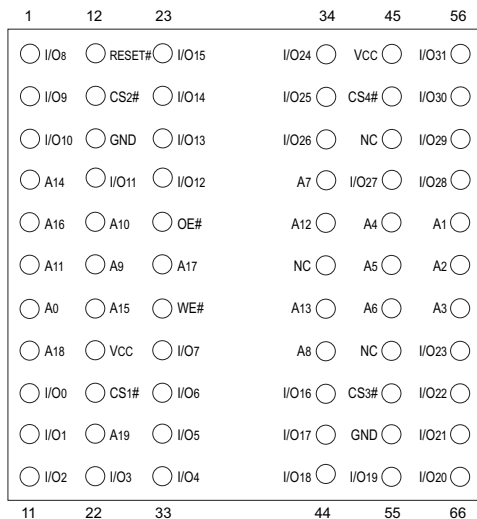 1 12 23 34 45 56
I/O8 RESET# I/O15 I/O24 VCC I/O31
I/O9 CS2# I/O14 I/O25 CS4# I/O30
I/O10 GND I/O13 I/O26 NC I/O29
A14 I/O11 I/O12 A7 I/O27 I/O28
A16 A10 OE# A12 A4 A1
A11 A9 A17 NC A5 A2
A0 A15 WE# A13 A6 A3
A18 VCC I/O7 A8 NC I/O23
I/O0 CS1# I/O6 I/O16 CS3# I/O22
I/O1 A19 I/O5 I/O17 GND I/O21
I/O2 I/O3 I/O4 I/O18 I/O19 I/O20
11 22 33 44 55 66